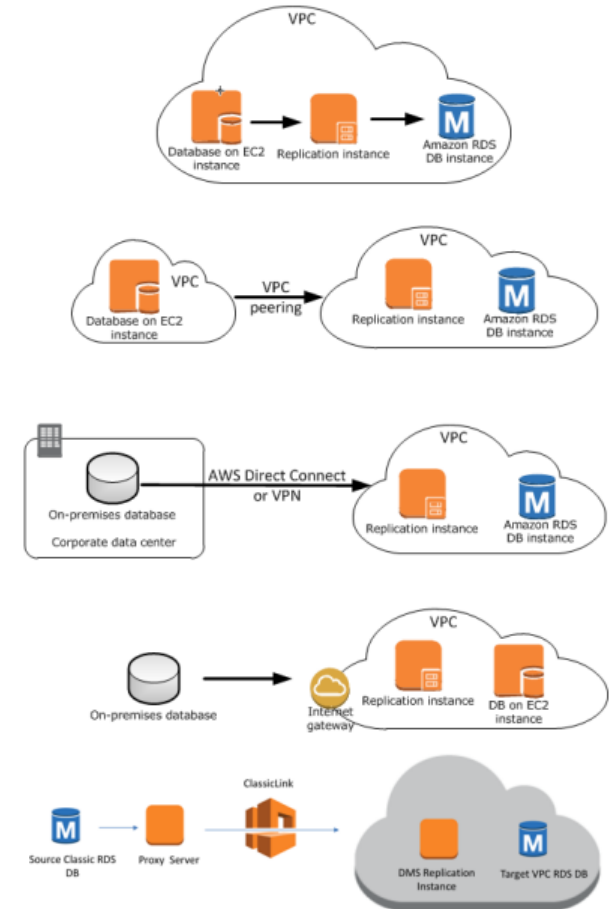 VPC
Database on EC2
instance
Replication instance
M
Amazon RDS
DB instance
VPC
Database on EC2
instance
VPC
peering
VPC
Replication instance
M
Amazon RDS
DB instance
On-premises database
Corporate data center
AWS Direct Connect
or VPN
VPC
Replication instance
M
Amazon RDS
DB instance
On-premises database
Internet
gateway
VPC
Replication instance
DB on EC2
instance
M
Source Classic RDS
DB
Proxy Server
ClassicLink
DMS Replication
Instance
M
Target VPC RDS DB